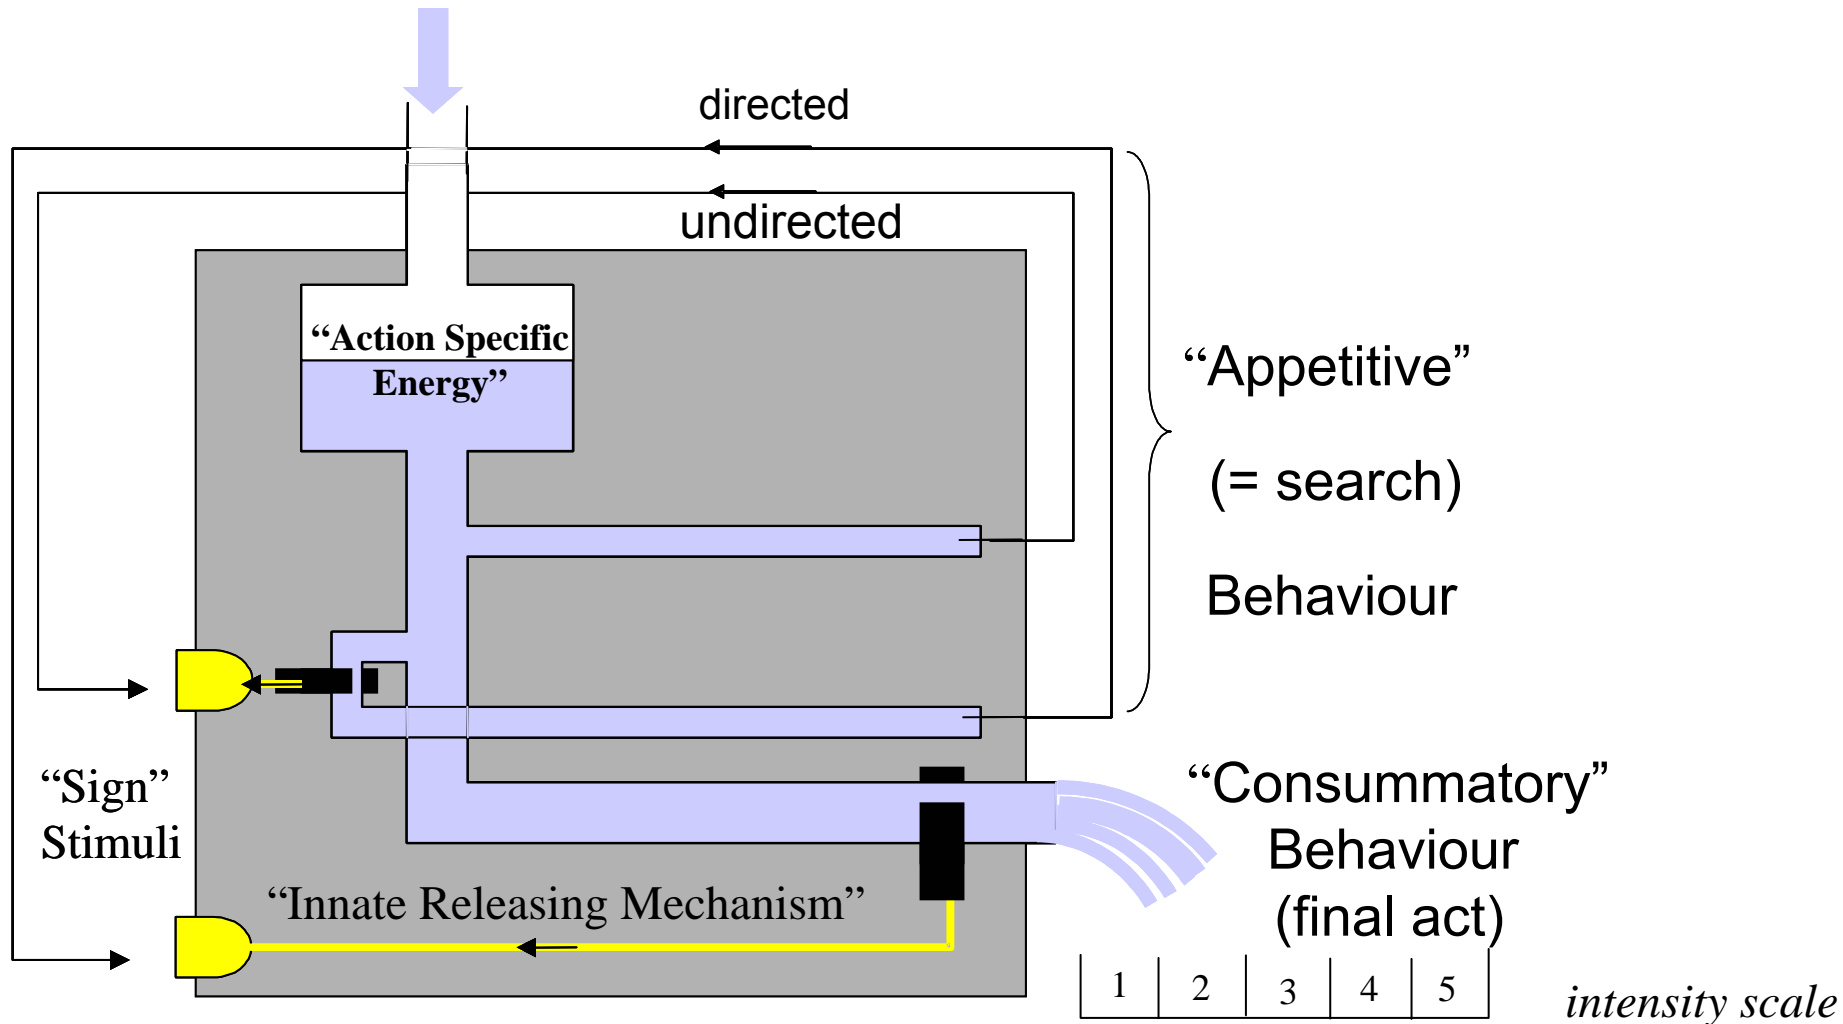 directed
undirected
“Action Specific
Energy”
“Appetitive”
(= search)
Behaviour
“Sign”
Stimuli
“Consummatory”
Behaviour
(final act)
“Innate Releasing Mechanism”
1 2 3 4 5
intensity scale